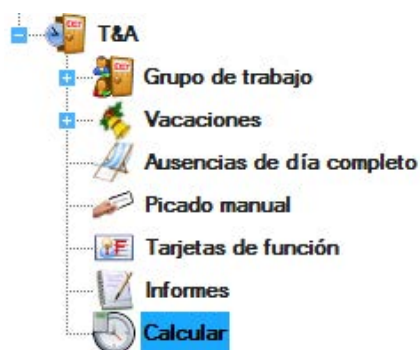 T&A
Grupo de trabajo
Vacaciones
Ausencias de día completo
Picado manual
Tarjetas de función
Informes
Calcular